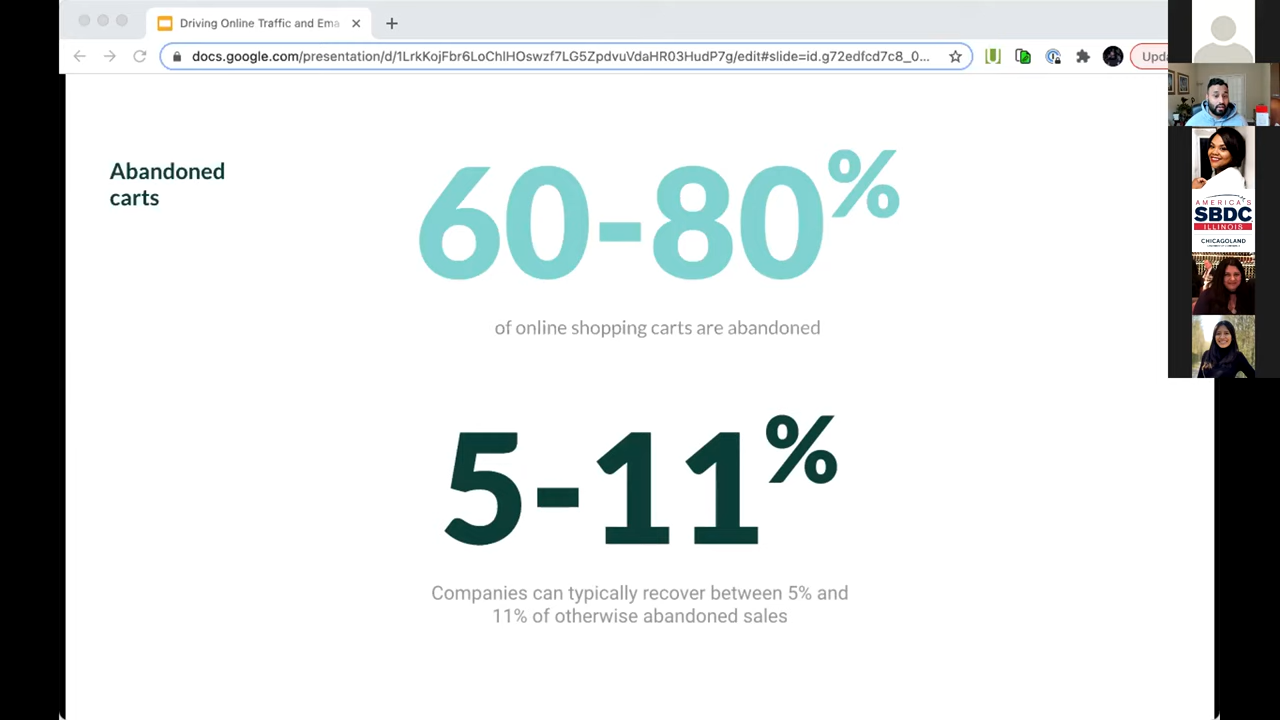 Driving Online Traffic and Ema
docs.google.com/presentation/d/1LrkKojFbr6LoChlHOswzf7LG5ZpdvuVdaHR03HudP7g/edit#slide=id.g72edfcd7c8_0...
Upda
Abandoned
carts
60-80%
of online shopping carts are abandoned
5-11%
Companies can typically recover between 5% and
11% of otherwise abandoned sales
AMERICA'S
SBDC
ILLINOIS
CHICAGOLAND